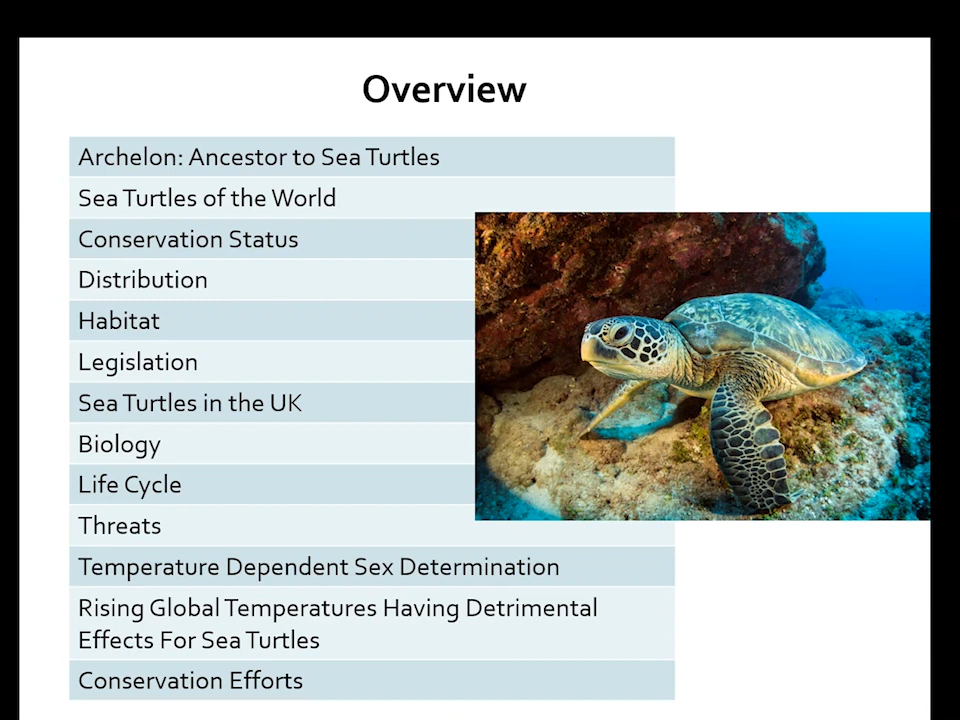 Overview
Archelon: Ancestor to Sea Turtles
Sea Turtles of the World
Conservation Status
Distribution
Habitat
Legislation
Sea Turtles in the UK
Biology
Life Cycle
Threats
Temperature Dependent Sex Determination
Rising Global Temperatures Having Detrimental
Effects For Sea Turtles
Conservation Efforts